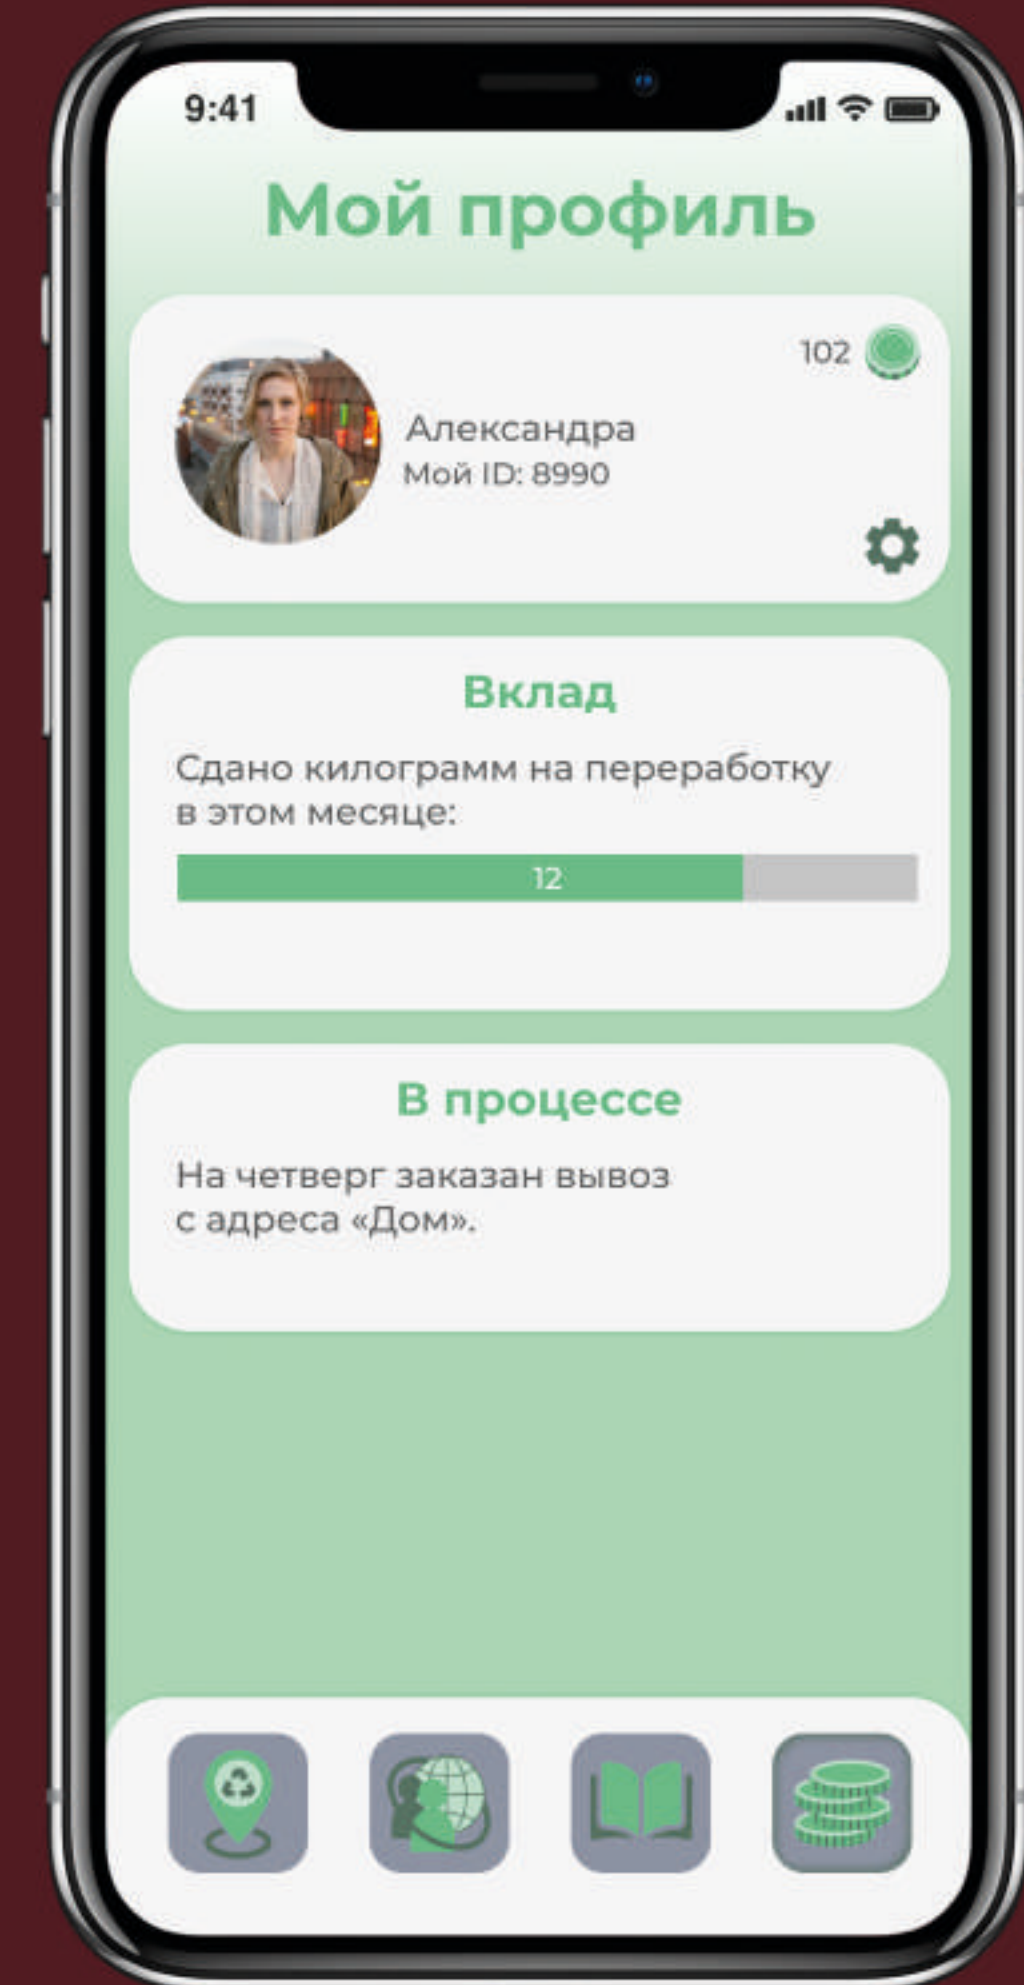 9:41
Мой профиль
102
Александра
Мой ID: 8990
Вклад
Сдано килограмм на переработку
в этом месяце:
12
В процессе
На четверг заказан вывоз
с адреса «Дом».